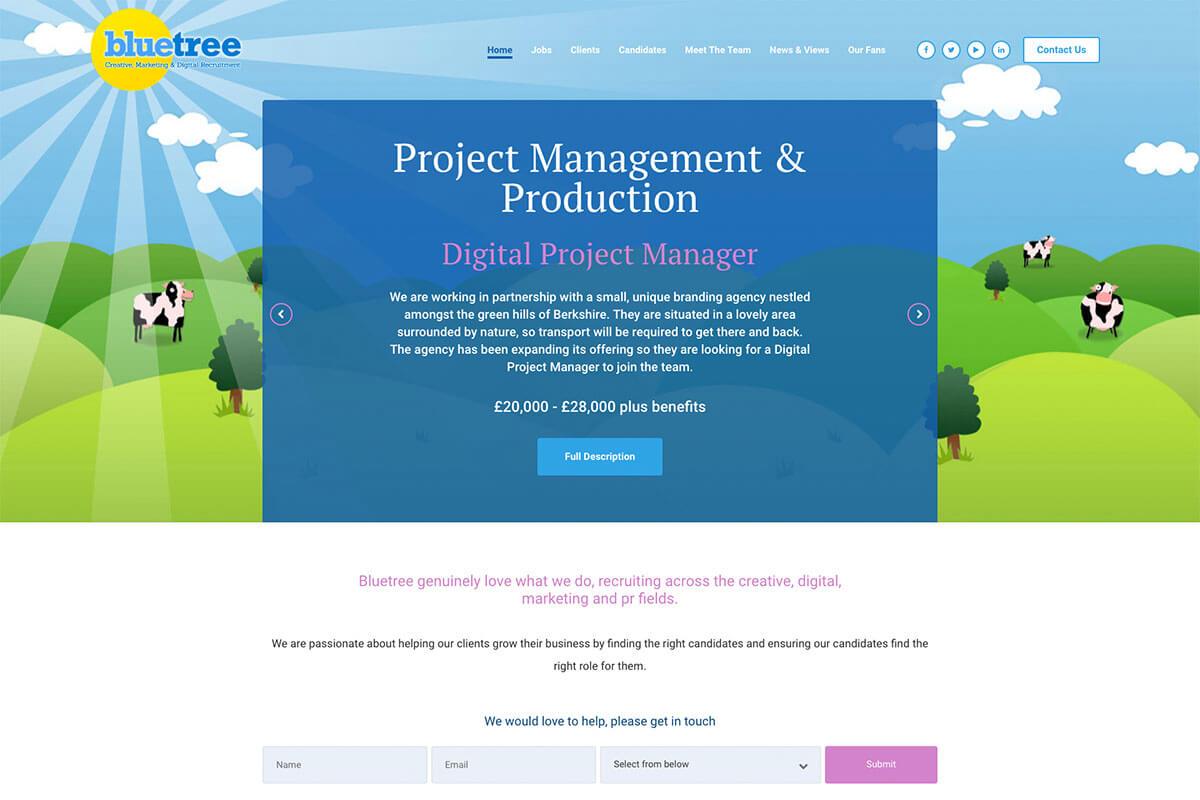 bluetree
Creative, Marketing & Digital Recruitment
Home Jobs Clients Candidates Meet The Team News & Views Our Fans
Contact Us
Project Management &
Production
Digital Project Manager
We are working in partnership with a small, unique branding agency nestled
amongst the green hills of Berkshire. They are situated in a lovely area
surrounded by nature, so transport will be required to get there and back.
The agency has been expanding its offering so they are looking for a Digital
Project Manager to join the team.
£20,000 - £28,000 plus benefits
Full Description
Bluetree genuinely love what we do, recruiting across the creative, digital,
marketing and pr fields.
We are passionate about helping our clients grow their business by finding the right candidates and ensuring our candidates find the
right role for them.
We would love to help, please get in touch
Name Email Select from below Submit